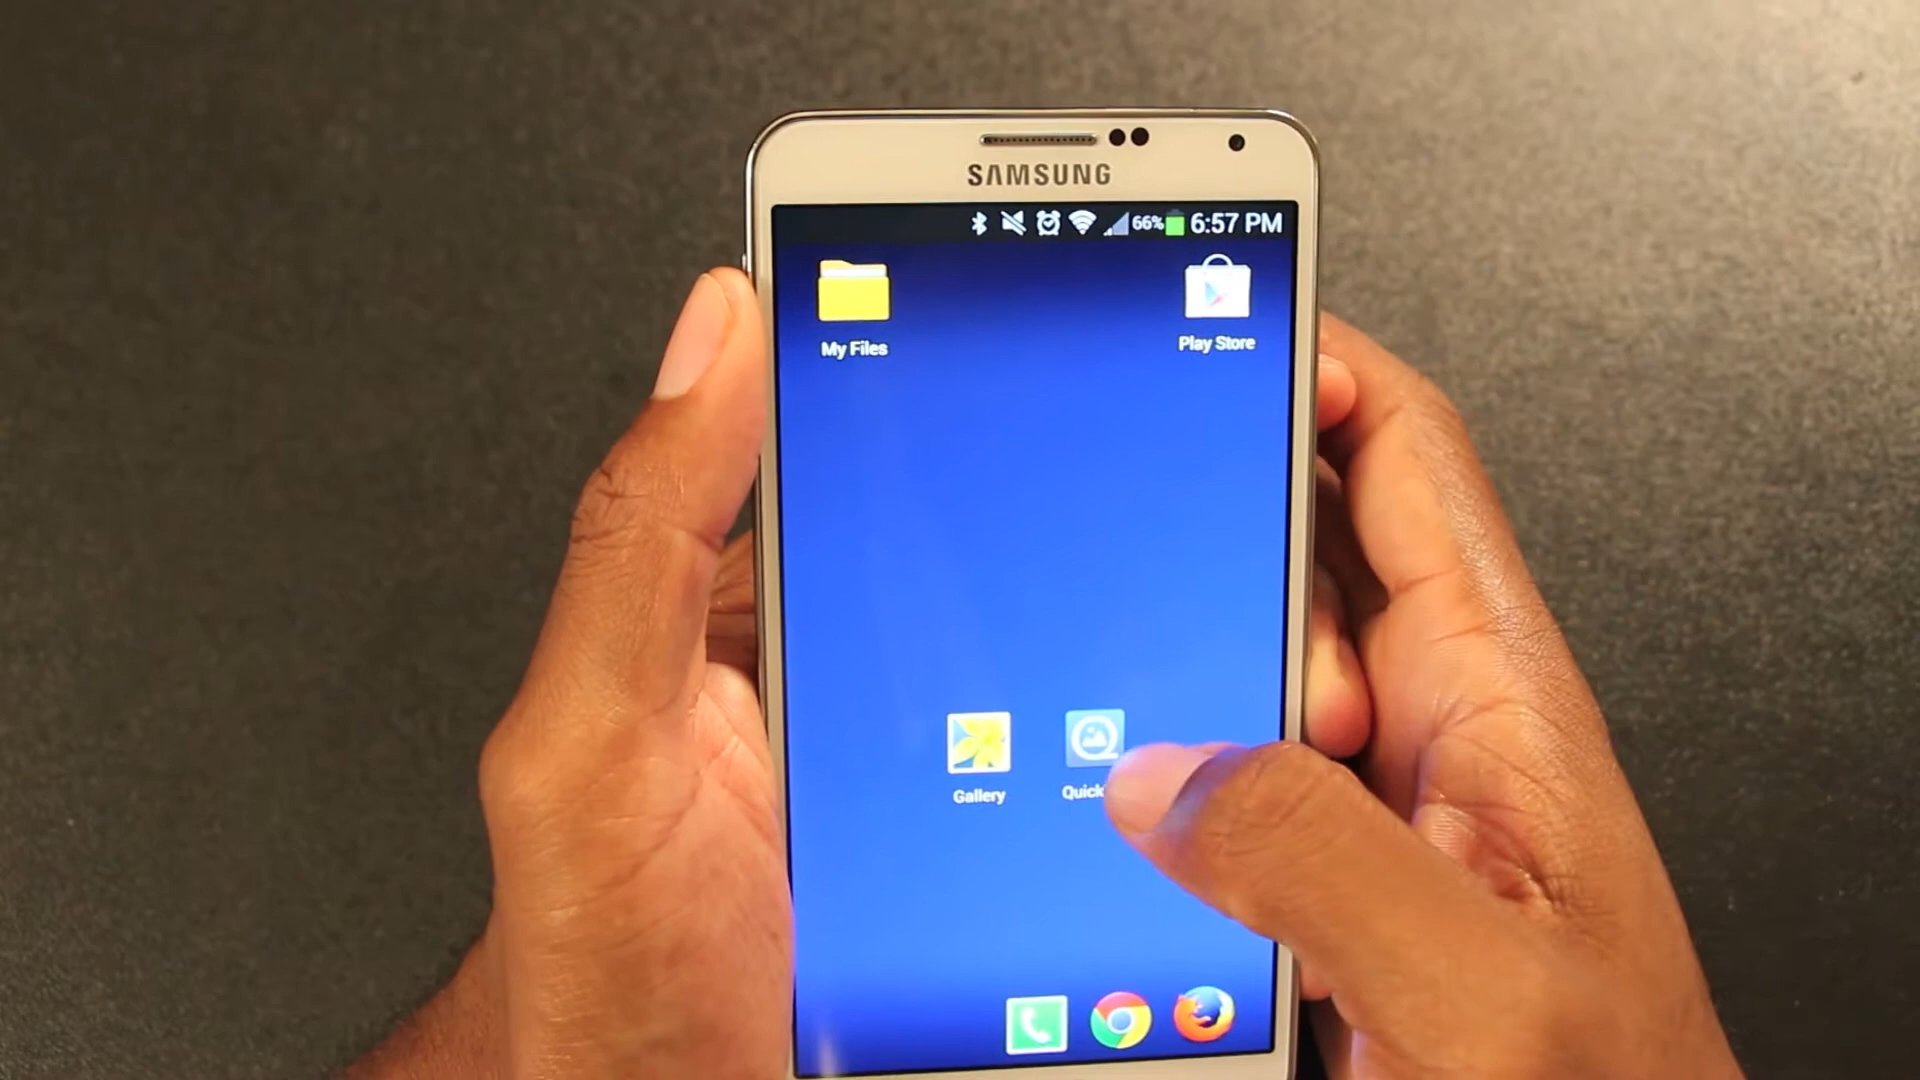 SAMSUNG
66% 6:57 PM
My Files
Play Store
Gallery
Quick